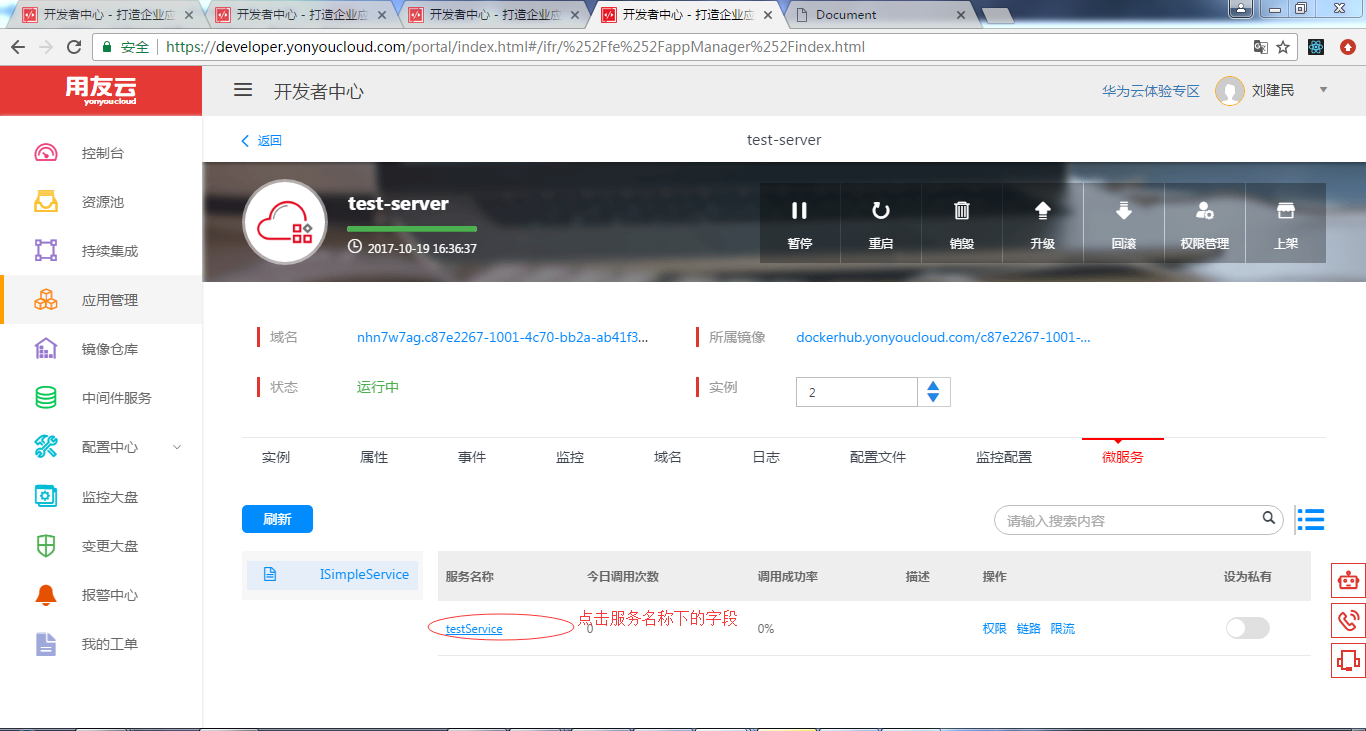 开发者中心 - 打造企业应
开发者中心 - 打造企业应
开发者中心 - 打造企业应
开发者中心 - 打造企业应
Document
安全
https://developer.yonyoucloud.com/portal/index.html#/ifr/%252Ffe%252FappManager%252Findex.html
用友云
yonyoucloud
开发者中心
华为云体验专区
刘建民
控制台
资源池
持续集成
应用管理
镜像仓库
中间件服务
配置中心
监控大盘
变更大盘
报警中心
我的工单
返回
test-server
test-server
2017-10-19 16:36:37
暂停
重启
销毁
升级
回滚
权限管理
上架
域名
nhn7w7ag.c87e2267-1001-4c70-bb2a-ab41f3...
所属镜像
dockerhub.yonyoucloud.com/c87e2267-1001-...
状态
运行中
实例
2
实例
属性
事件
监控
域名
日志
配置文件
监控配置
微服务
刷新
请输入搜索内容
ISimpleService
服务名称
今日调用次数
调用成功率
描述
操作
设为私有
点击服务名称下的字段
testService
0
0%
权限
链路
限流